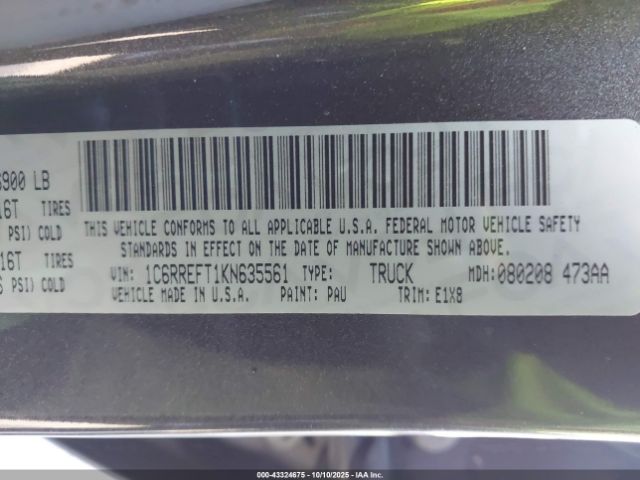 900 LB
16T TIRES
PSI) COLD
16T TIRES
PSI) COLD
THIS VEHICLE CONFORMS TO ALL APPLICABLE U.S.A. FEDERAL MOTOR VEHICLE SAFETY
STANDARDS IN EFFECT ON THE DATE OF MANUFACTURE SHOWN ABOVE.
VIN: 1C6RREFT1KN635561 TYPE: TRUCK MDH: 080208 473AA
VEHICLE MADE IN U.S.A. PAINT: PAU TRIM: E1X8
000-43324675 - 10/10/2025 - IAAI.com